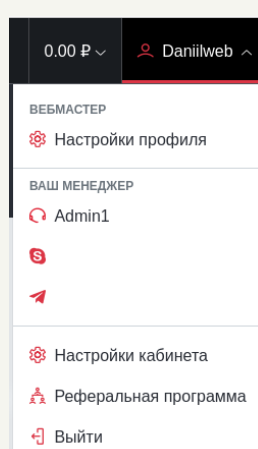 0.00 ₽ Daniilweb
ВЕБМАСТЕР
Настройки профиля
ВАШ МЕНЕДЖЕР
Admin1
Настройки кабинета
Реферальная программа
Выйти